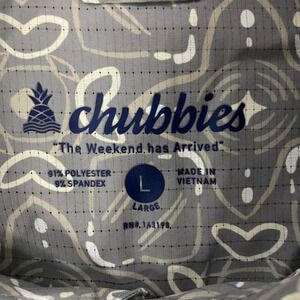 chubbies
"The Weekend has Arrived"
91% POLYESTER
9% SPANDEX
L
LARGE
MADE IN
VIETNAM